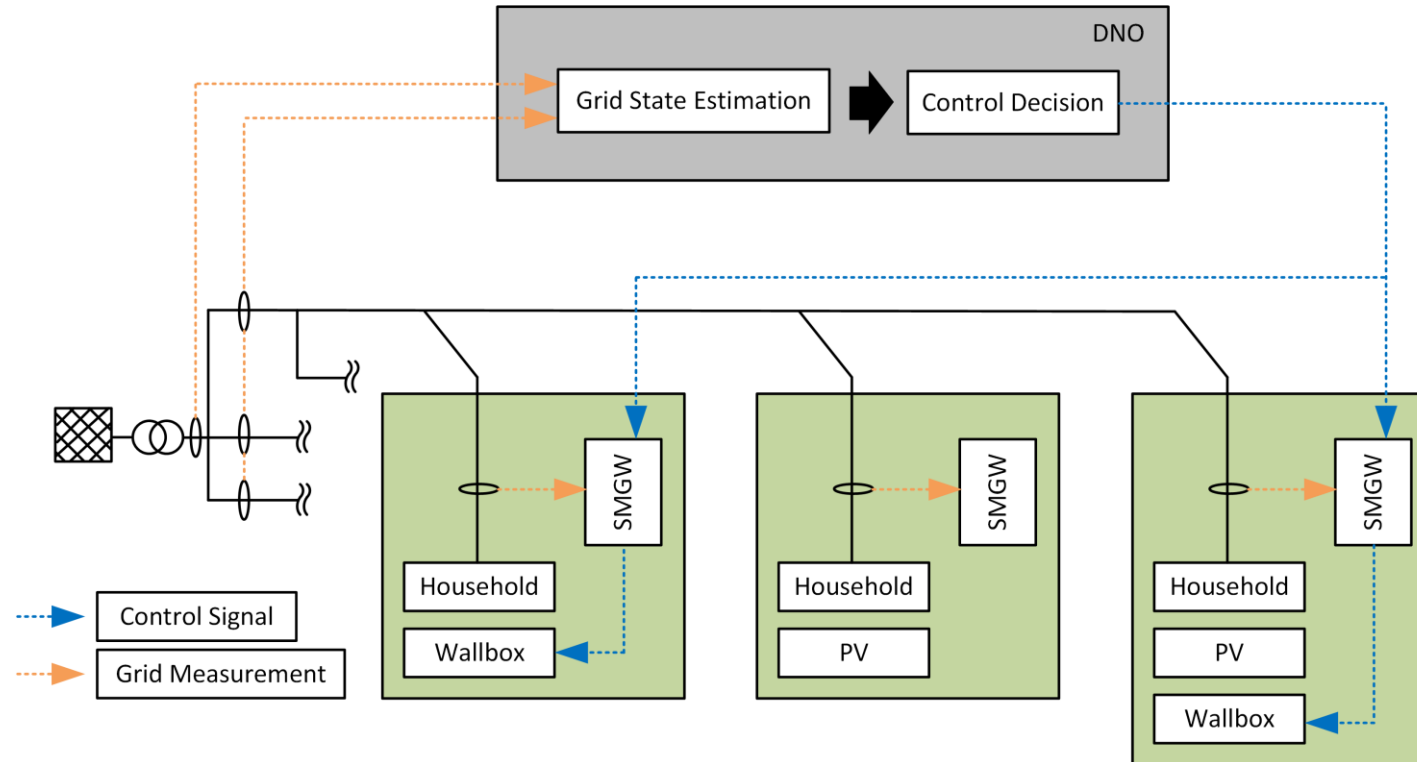 DNO
Grid State Estimation
Control Decision
SMGW
SMGW
SMGW
Household
Household
Household
Control Signal
Wallbox
PV
PV
Grid Measurement
Wallbox